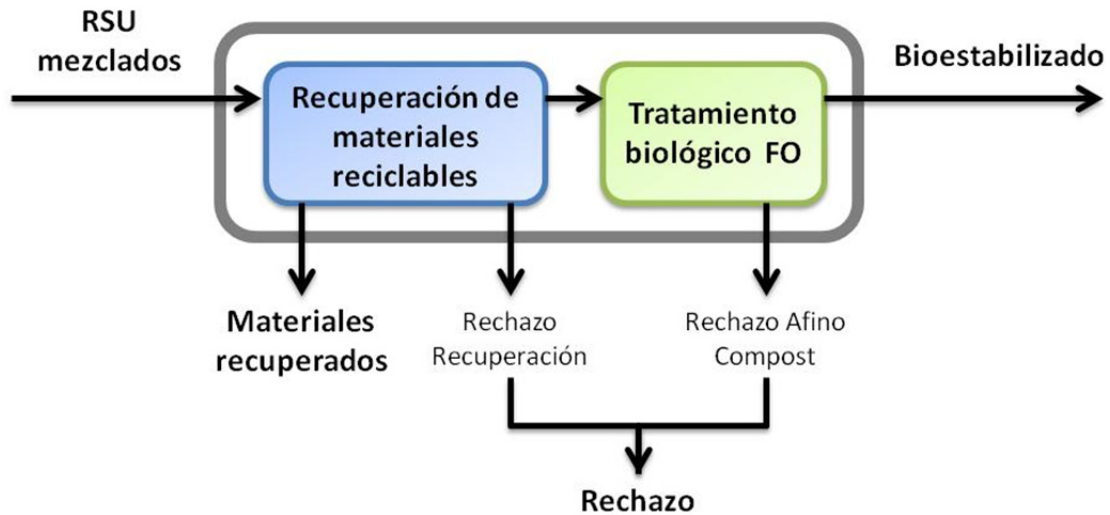 RSU
mezclados
Recuperación de
materiales
reciclables
Tratamiento
biológico FO
Bioestabilizado
Materiales
recuperados
Rechazo
Recuperación
Rechazo Afino
Compost
Rechazo